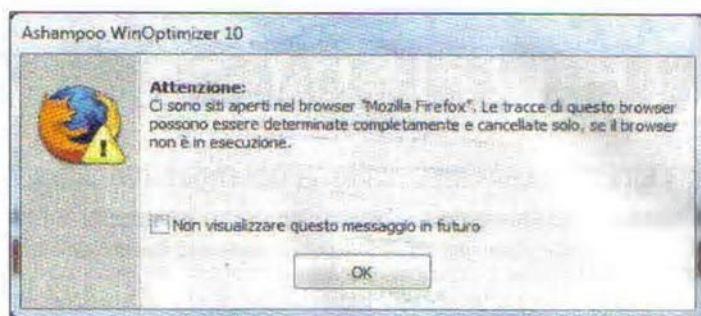 Ashampoo WinOptimizer 10
Attenzione:
Ci sono siti aperti nel browser "Mozilla Firefox". Le tracce di questo browser
possono essere determinate completamente e cancellate solo, se il browser
non è in esecuzione.
Non visualizzare questo messaggio in futuro
OK